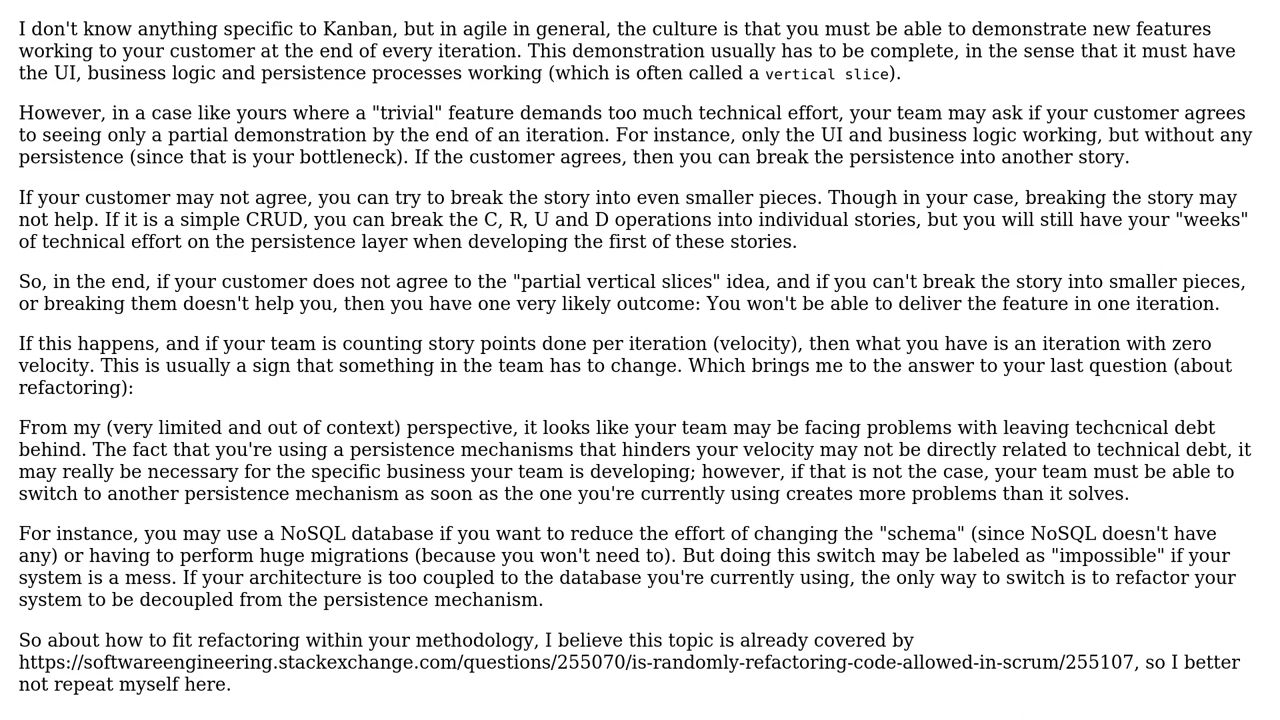 I don't know anything specific to Kanban, but in agile in general, the culture is that you must be able to demonstrate new features
working to your customer at the end of every iteration. This demonstration usually has to be complete, in the sense that it must have
the UI, business logic and persistence processes working (which is often called a vertical slice).
However, in a case like yours where a "trivial" feature demands too much technical effort, your team may ask if your customer agrees
to seeing only a partial demonstration by the end of an iteration. For instance, only the UI and business logic working, but without any
persistence (since that is your bottleneck). If the customer agrees, then you can break the persistence into another story.
If your customer may not agree, you can try to break the story into even smaller pieces. Though in your case, breaking the story may
not help. If it is a simple CRUD, you can break the C, R, U and D operations into individual stories, but you will still have your "weeks"
of technical effort on the persistence layer when developing the first of these stories.
So, in the end, if your customer does not agree to the "partial vertical slices" idea, and if you can't break the story into smaller pieces,
or breaking them doesn't help you, then you have one very likely outcome: You won't be able to deliver the feature in one iteration.
If this happens, and if your team is counting story points done per iteration (velocity), then what you have is an iteration with zero
velocity. This is usually a sign that something in the team has to change. Which brings me to the answer to your last question (about
refactoring):
From my (very limited and out of context) perspective, it looks like your team may be facing problems with leaving techcnical debt
behind. The fact that you're using a persistence mechanisms that hinders your velocity may not be directly related to technical debt, it
may really be necessary for the specific business your team is developing; however, if that is not the case, your team must be able to
switch to another persistence mechanism as soon as the one you're currently using creates more problems than it solves.
For instance, you may use a NoSQL database if you want to reduce the effort of changing the "schema" (since NoSQL doesn't have
any) or having to perform huge migrations (because you won't need to). But doing this switch may be labeled as "impossible" if your
system is a mess. If your architecture is too coupled to the database you're currently using, the only way to switch is to refactor your
system to be decoupled from the persistence mechanism.
So about how to fit refactoring within your methodology, I believe this topic is already covered by
https://softwareengineering.stackexchange.com/questions/255070/is-randomly-refactoring-code-allowed-in-scrum/255107, so I better
not repeat myself here.